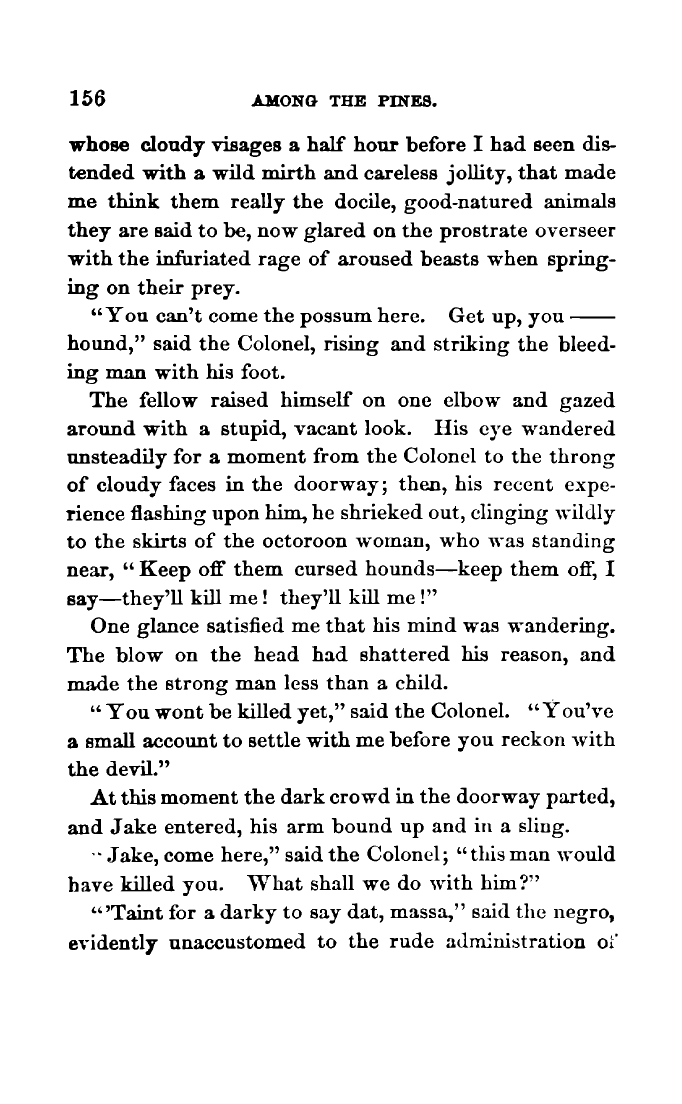 156 AMONG THE PINES.
whose cloudy visages a half hour before I had seen dis-
tended with a wild mirth and careless jollity, that made
me think them really the docile, good-natured animals
they are said to be, now glared on the prostrate overseer
with the infuriated rage of aroused beasts when spring-
ing on their prey.
“You can’t come the possum here. Get up, you ——
hound,” said the Colonel, rising and striking the bleed-
ing man with his foot.
The fellow raised himself on one elbow and gazed
around with a stupid, vacant look. His eye wandered
unsteadily for a moment from the Colonel to the throng
of cloudy faces in the doorway; then, his recent expe-
rience flashing upon him, he shrieked out, clinging wildly
to the skirts of the octoroon woman, who was standing
near, “Keep off them cursed hounds—keep them off, I
say—they’ll kill me! they’ll kill me!”
One glance satisfied me that his mind was wandering.
The blow on the head had shattered his reason, and
made the strong man less than a child.
“You wont be killed yet,” said the Colonel. “You’ve
a small account to settle with me before you reckon with
the devil.”
At this moment the dark crowd in the doorway parted,
and Jake entered, his arm bound up and in a sling.
“Jake, come here,” said the Colonel; “this man would
have killed you. What shall we do with him?”
“’Taint for a darky to say dat, massa,” said the negro,
evidently unaccustomed to the rude administration of